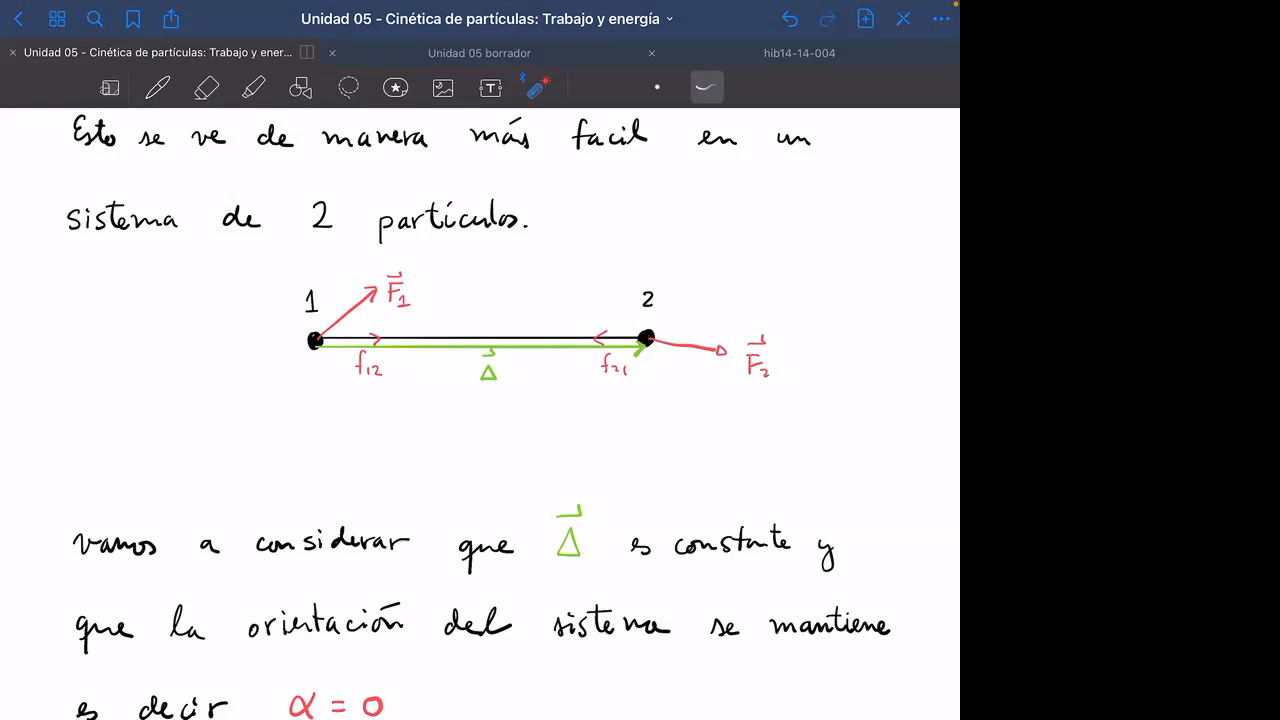 Unidad 05 - Cinética de partículas: Trabajo y energía
Unidad 05 - Cinética de partículas: Trabajo y ener...
Unidad 05 borrador
hib14-14-004
Esto se ve de manera más facil en un
sistema de 2 partículas.
1
F₁
2
f₁₂
Δ
f₂₁
F₂
vamos a considerar que Δ es constante y
que la orientación del sistema se mantiene
es decir α = 0